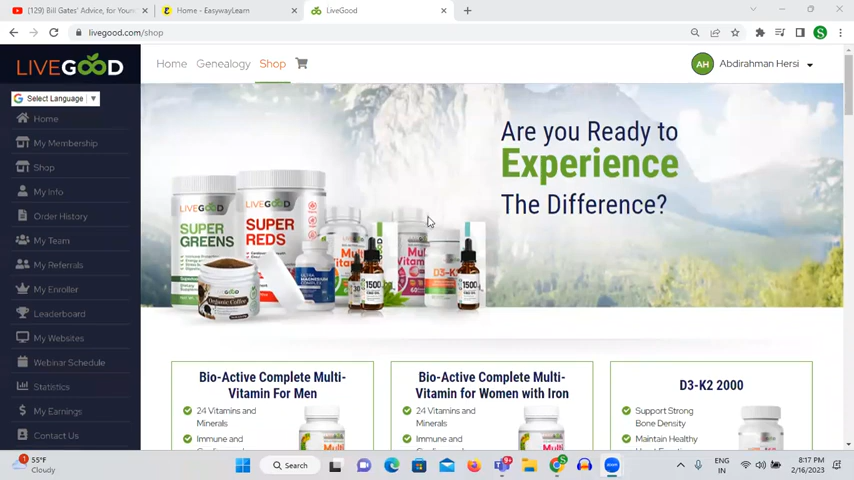 (129) Bill Gates' Advice, for Youn
Home - EasywayLearn
LiveGood
livegood.com/shop
S
LIVEGOOD
Home
Genealogy
Shop
AH
Abdirahman Hersi
G Select Language
Home
My Membership
Shop
My Info
Order History
My Team
My Referrals
My Enroller
Leaderboard
My Websites
Webinar Schedule
Statistics
My Earnings
Contact Us
Are you Ready to
Experience
The Difference?
LIVEGOOD
SUPER
GREENS
LIVEGOOD
SUPER
REDS
Organic Coffee
D3-K2
1500
1500
Bio-Active Complete Multi-
Vitamin For Men
24 Vitamins and
Minerals
Immune and
Bio-Active Complete Multi-
Vitamin for Women with Iron
24 Vitamins and
Minerals
Immune and
D3-K2 2000
Support Strong
Bone Density
Maintain Healthy
55°F
Cloudy
Search
ENG
IN
8:17 PM
2/16/2023